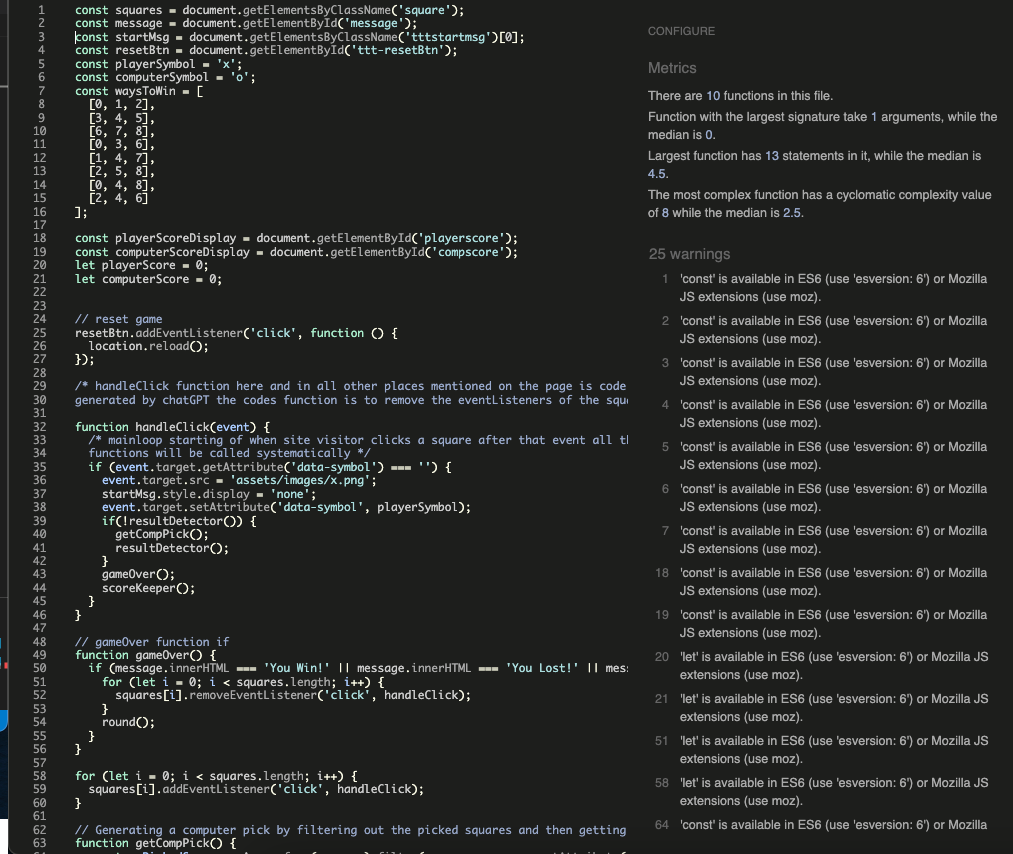 1 const squares = document.getElementsByClassName('square');
2 const message = document.getElementById('message');
3 const startMsg = document.getElementsByClassName('tttstartmsg')[0];
4 const resetBtn = document.getElementById('ttt-resetBtn');
5 const playerSymbol = 'x';
6 const computerSymbol = 'o';
7 const waysToWin = [
8 [0, 1, 2],
9 [3, 4, 5],
10 [6, 7, 8],
11 [0, 3, 6],
12 [1, 4, 7],
13 [2, 5, 8],
14 [0, 4, 8],
15 [2, 4, 6]
16 ];
17
18 const playerScoreDisplay = document.getElementById('playerscore');
19 const computerScoreDisplay = document.getElementById('compscore');
20 let playerScore = 0;
21 let computerScore = 0;
22
23
24 // reset game
25 resetBtn.addEventListener('click', function () {
26 location.reload();
27 });
28
29 /* handleClick function here and in all other places mentioned on the page is code
30 generated by chatGPT the codes function is to remove the eventListeners of the squ
31
32 function handleClick(event) {
33 /* mainloop starting of when site visitor clicks a square after that event all t
34 functions will be called systematically */
35 if (event.target.getAttribute('data-symbol') === '') {
36 event.target.src = 'assets/images/x.png';
37 startMsg.style.display = 'none';
38 event.target.setAttribute('data-symbol', playerSymbol);
39 if(!resultDetector()) {
40 getCompPick();
41 resultDetector();
42 }
43 gameOver();
44 scoreKeeper();
45 }
46 }
47
48 // gameOver function if
49 function gameOver() {
50 if (message.innerHTML === 'You Win!' || message.innerHTML === 'You Lost!' || mes
51 for (let i = 0; i < squares.length; i++) {
52 squares[i].removeEventListener('click', handleClick);
53 }
54 round();
55 }
56 }
57
58 for (let i = 0; i < squares.length; i++) {
59 squares[i].addEventListener('click', handleClick);
60 }
61
62 // Generating a computer pick by filtering out the picked squares and then getting
63 function getCompPick() {
CONFIGURE
Metrics
There are 10 functions in this file.
Function with the largest signature take 1 arguments, while the
median is 0.
Largest function has 13 statements in it, while the median is
4.5.
The most complex function has a cyclomatic complexity value
of 8 while the median is 2.5.
25 warnings
1 'const' is available in ES6 (use 'esversion: 6') or Mozilla
JS extensions (use moz).
2 'const' is available in ES6 (use 'esversion: 6') or Mozilla
JS extensions (use moz).
3 'const' is available in ES6 (use 'esversion: 6') or Mozilla
JS extensions (use moz).
4 'const' is available in ES6 (use 'esversion: 6') or Mozilla
JS extensions (use moz).
5 'const' is available in ES6 (use 'esversion: 6') or Mozilla
JS extensions (use moz).
6 'const' is available in ES6 (use 'esversion: 6') or Mozilla
JS extensions (use moz).
7 'const' is available in ES6 (use 'esversion: 6') or Mozilla
JS extensions (use moz).
18 'const' is available in ES6 (use 'esversion: 6') or Mozilla
JS extensions (use moz).
19 'const' is available in ES6 (use 'esversion: 6') or Mozilla
JS extensions (use moz).
20 'let' is available in ES6 (use 'esversion: 6') or Mozilla JS
extensions (use moz).
21 'let' is available in ES6 (use 'esversion: 6') or Mozilla JS
extensions (use moz).
51 'let' is available in ES6 (use 'esversion: 6') or Mozilla JS
extensions (use moz).
58 'let' is available in ES6 (use 'esversion: 6') or Mozilla JS
extensions (use moz).
64 'const' is available in ES6 (use 'esversion: 6') or Mozilla